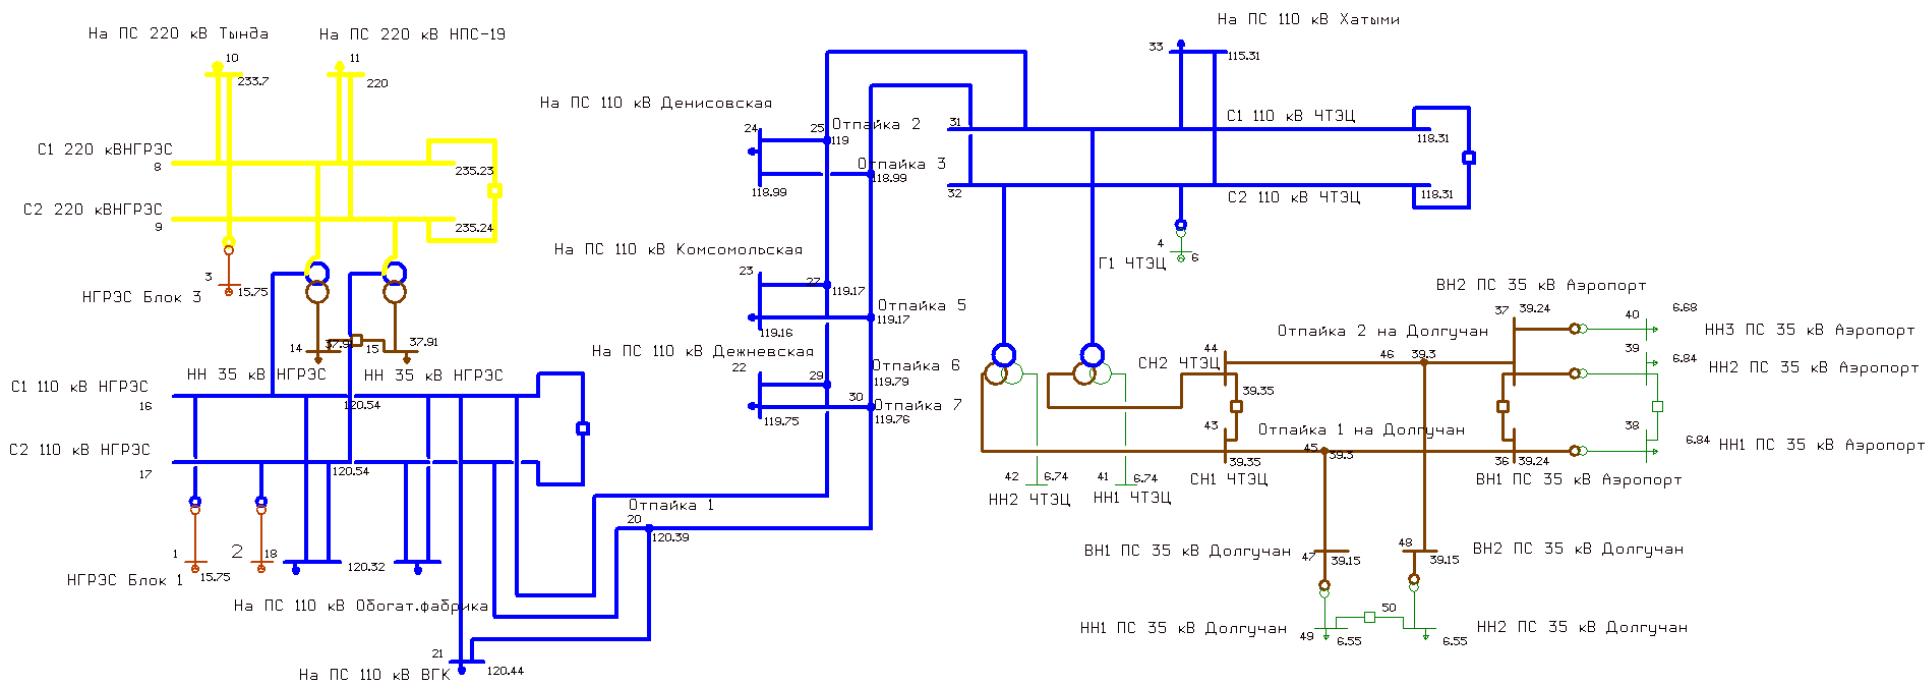 На ПС 220 кВ Тында
На ПС 220 кВ НПС-19
10
233.7
11
220
С1 220 кВНГРЭС
8
235.23
С2 220 кВНГРЭС
9
235.24
3
15.75
НГРЭС Блок 3
14
37.91
15
37.91
НН 35 кВ НГРЭС
НН 35 кВ НГРЭС
С1 110 кВ НГРЭС
16
120.54
С2 110 кВ НГРЭС
17
120.54
1
15.75
2
18
НГРЭС Блок 1
120.32
На ПС 110 кВ Обогат.фабрика
21
120.44
На ПС 110 кВ ВГК
Отпайка 1
20
120.39
На ПС 110 кВ Денисовская
24
118.99
25
Отпайка 2
119
Отпайка 3
118.99
На ПС 110 кВ Комсомольская
23
119.16
27
119.17
Отпайка 5
119.17
На ПС 110 кВ Дежневская
22
119.75
29
Отпайка 6
119.79
30
Отпайка 7
119.76
На ПС 110 кВ Хатыми
33
115.31
31
С1 110 кВ ЧТЭЦ
118.31
32
С2 110 кВ ЧТЭЦ
118.31
4
6
Г1 ЧТЭЦ
42
6.74
НН2 ЧТЭЦ
41
6.74
НН1 ЧТЭЦ
44
СН2 ЧТЭЦ
39.35
43
39.35
СН1 ЧТЭЦ
Отпайка 2 на Долгучан
46
39.3
Отпайка 1 на Долгучан
45
39.3
ВН2 ПС 35 кВ Аэропорт
37
39.24
36
39.24
ВН1 ПС 35 кВ Аэропорт
40
6.68
НН3 ПС 35 кВ Аэропорт
39
6.84
НН2 ПС 35 кВ Аэропорт
38
6.84
НН1 ПС 35 кВ Аэропорт
ВН1 ПС 35 кВ Долгучан
47
39.15
48
39.15
ВН2 ПС 35 кВ Долгучан
НН1 ПС 35 кВ Долгучан
49
6.55
50
6.55
НН2 ПС 35 кВ Долгучан